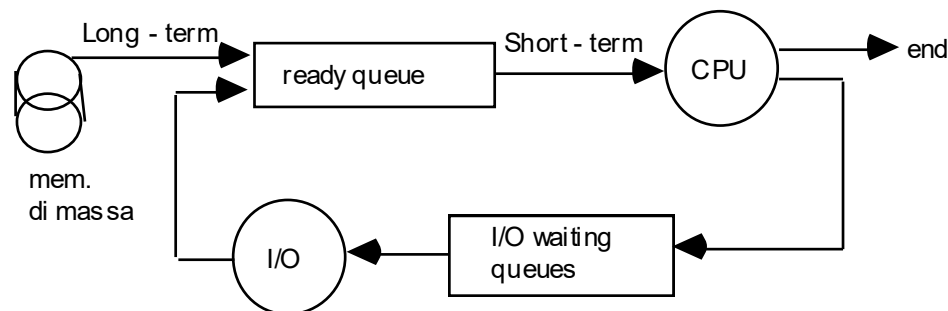 Long - term
Short - term
end
ready queue
CPU
mem.
di massa
I/O
I/O waiting
queues